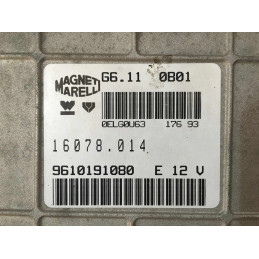 MAGNETI MARELLI
G6.11 0B01
0ELG0U63 176 93
16078.014
9610191080 E 12 V